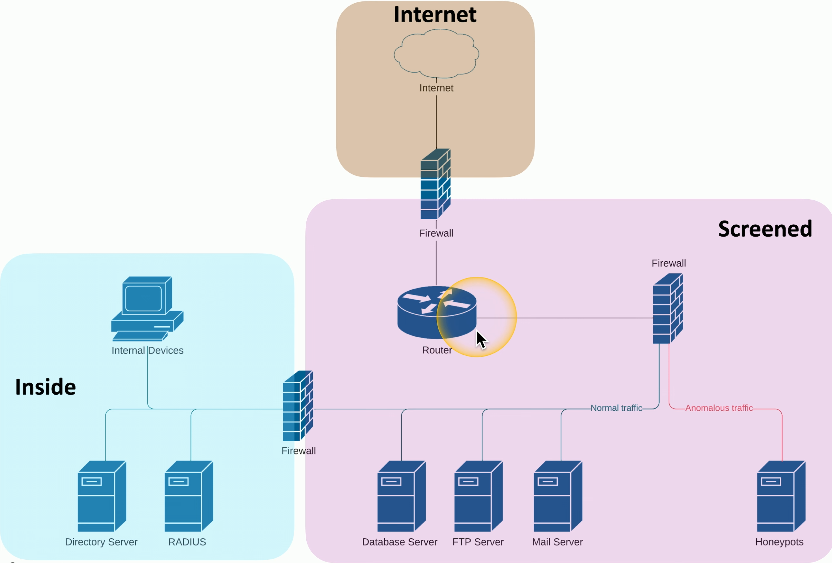 Internet
Internet
Firewall
Screened
Firewall
Router
Internal Devices
Inside
Normal traffic
Anomalous traffic
Firewall
Directory Server
RADIUS
Database Server
FTP Server
Mail Server
Honeypots